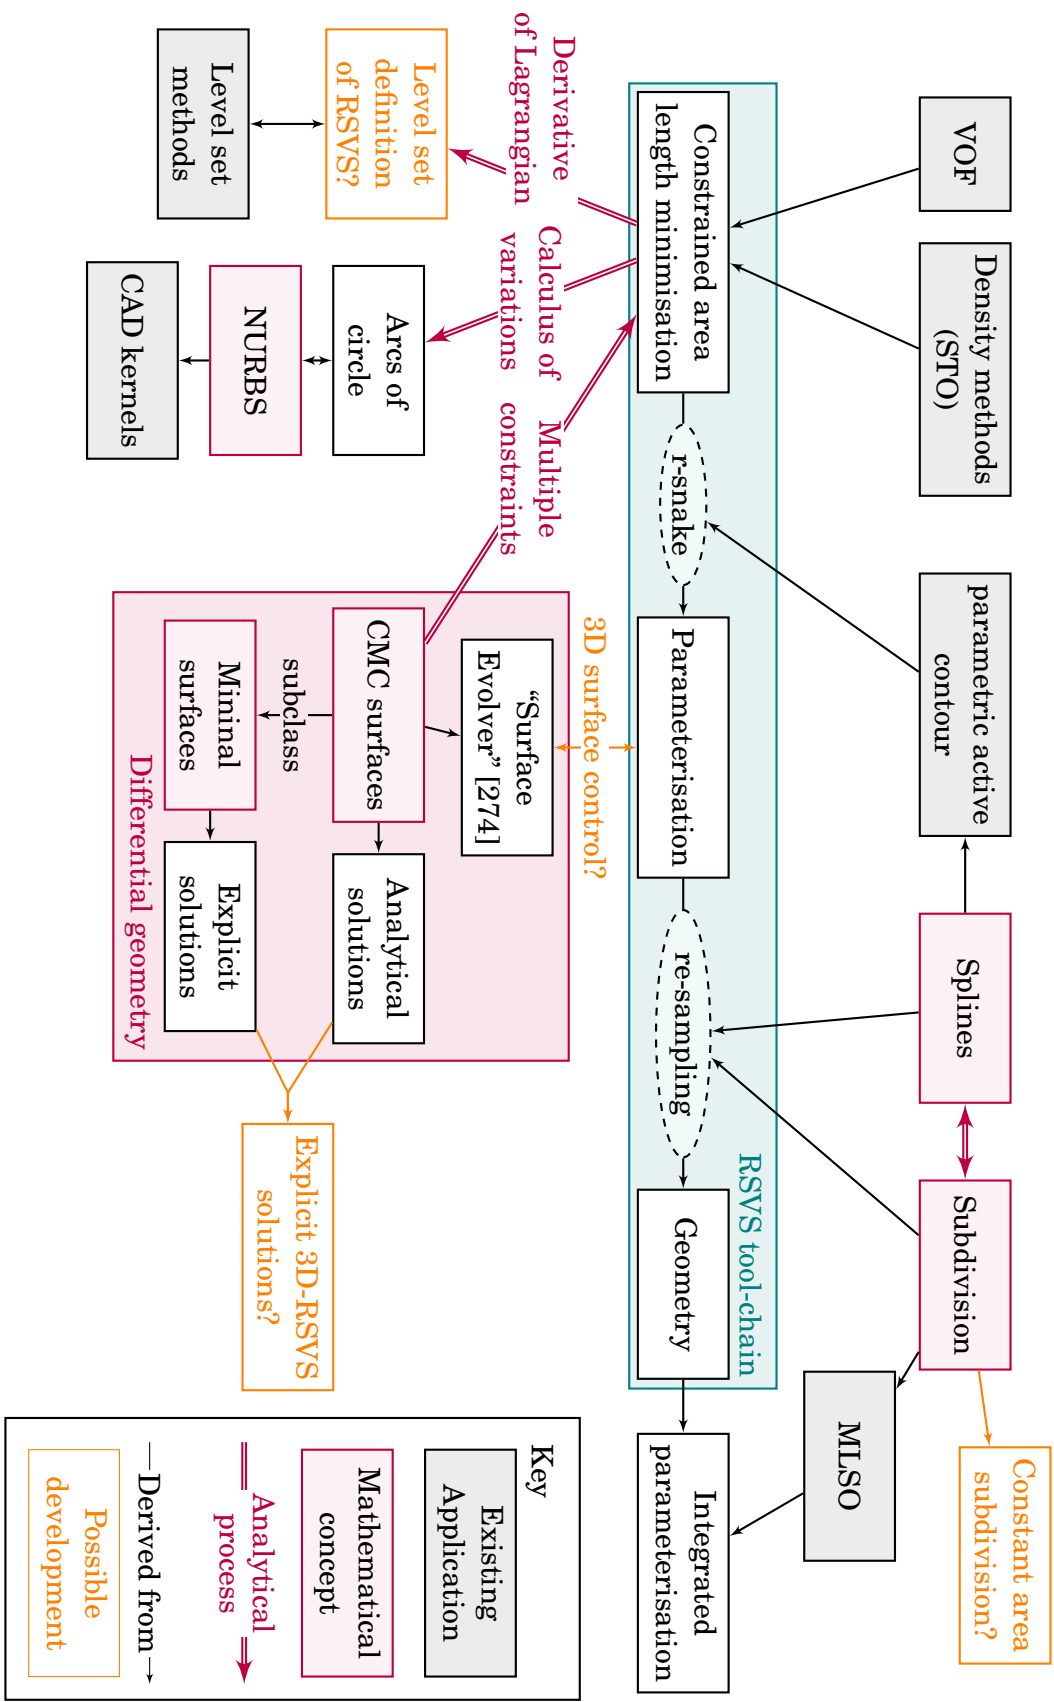 VOF
Density methods
(STO)
parametric active
contour
Splines
Subdivision
Constant area
subdivision?
MLSO
RSVS tool-chain
Constrained area
length minimisation
r-snake
Parameterisation
re-sampling
Geometry
Integrated
parameterisation
Derivative
of Lagrangian
Calculus of
variations
Multiple
constraints
3D surface control?
Level set
definition
of RSVS?
Level set
methods
Arcs of
circle
NURBS
CAD kernels
“Surface
Evolver” [274]
CMC surfaces
Analytical
solutions
subclass
Mininal
surfaces
Explicit
solutions
Differential geometry
Explicit 3D-RSVS
solutions?
Key
Existing
Application
Mathematical
concept
Analytical
process
Derived from
Possible
development